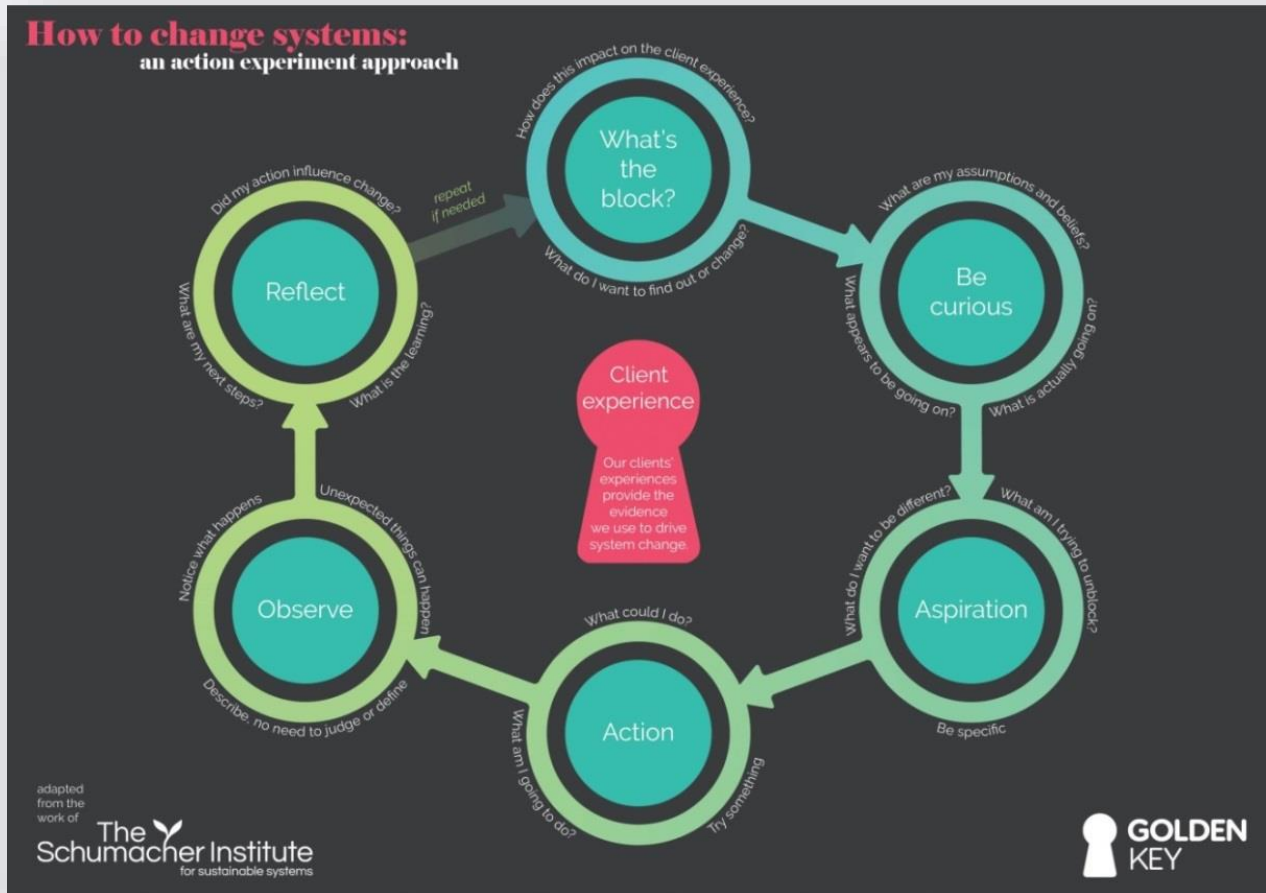 How to change systems:
an action experiment approach
How does this impact on the client experience?
What's
the
block?
What do I want to find out or change?
What are my assumptions and beliefs?
Be
curious
What appears to be going on?
What is actually going on?
What do I want to be different?
What am I trying to unblock?
Aspiration
Be specific
What could I do?
Action
What am I going to do?
Try something
Notice what happens
Unexpected things can happen
Observe
Describe, no need to judge or define
Did my action influence change?
Reflect
What are my next steps?
What is the learning?
repeat
if needed
Client
experience
Our clients'
experiences
provide the
evidence
we use to drive
system change.
adapted
from the
work of
The
Schumacher Institute
for sustainable systems
GOLDEN
KEY